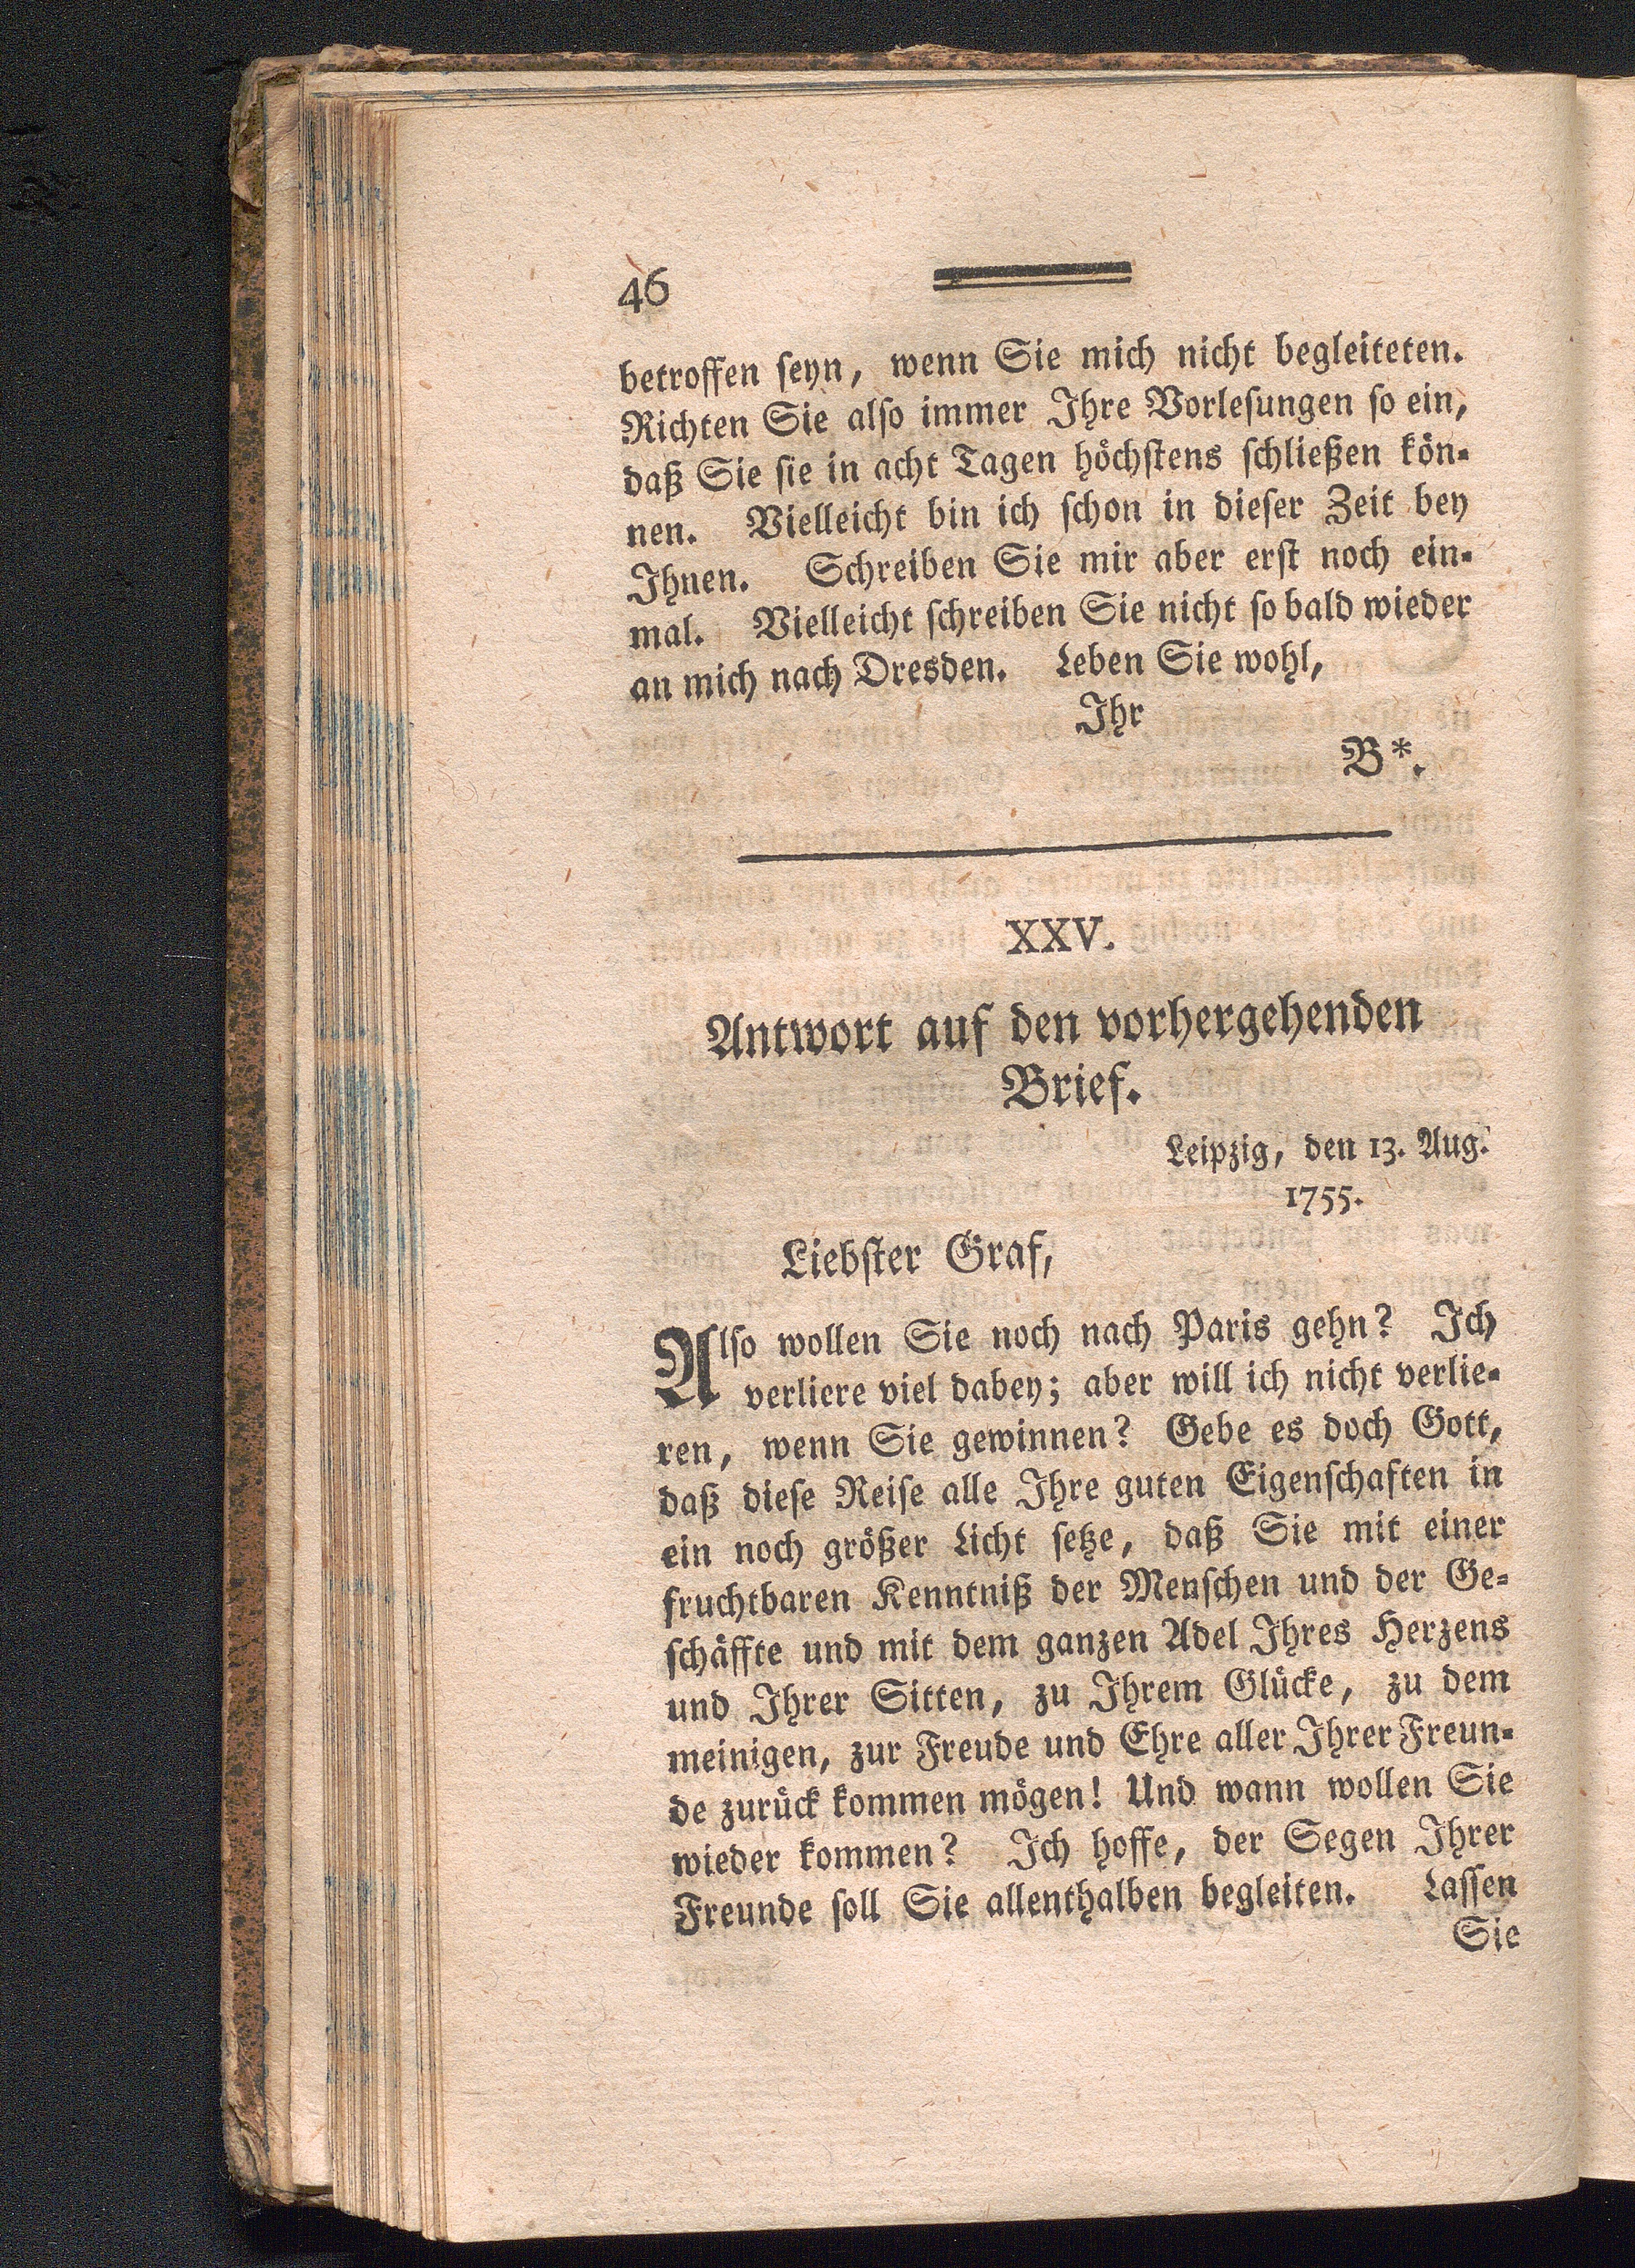 46
betroffen ſeyn, wenn Sie mich nicht begleiteten.
Richten Sie alſo immer Ihre Vorleſungen ſo ein,
daß Sie ſie in acht Tagen höchſtens ſchließen kön-
nen. Vielleicht bin ich ſchon in dieſer Zeit bey
Ihnen. Schreiben Sie mir aber erſt noch ein-
mal. Vielleicht ſchreiben Sie nicht ſo bald wieder
an mich nach Dresden. Leben Sie wohl,
Ihr
B*.
XXV.
Antwort auf den vorhergehenden
Brief.
Leipzig, den 13. Aug.
1755.
Liebſter Graf,
Alſo wollen Sie noch nach Paris gehn? Ich
verliere viel dabey; aber will ich nicht verlie-
ren, wenn Sie gewinnen? Gebe es doch Gott,
daß dieſe Reiſe alle Ihre guten Eigenſchaften in
ein noch größer Licht ſetze, daß Sie mit einer
fruchtbaren Kenntniß der Menſchen und der Ge-
ſchäffte und mit dem ganzen Adel Ihres Herzens
und Ihrer Sitten, zu Ihrem Glücke, zu dem
meinigen, zur Freude und Ehre aller Ihrer Freun-
de zurück kommen mögen! Und wann wollen Sie
wieder kommen? Ich hoffe, der Segen Ihrer
Freunde ſoll Sie allenthalben begleiten. Laſſen
Sie